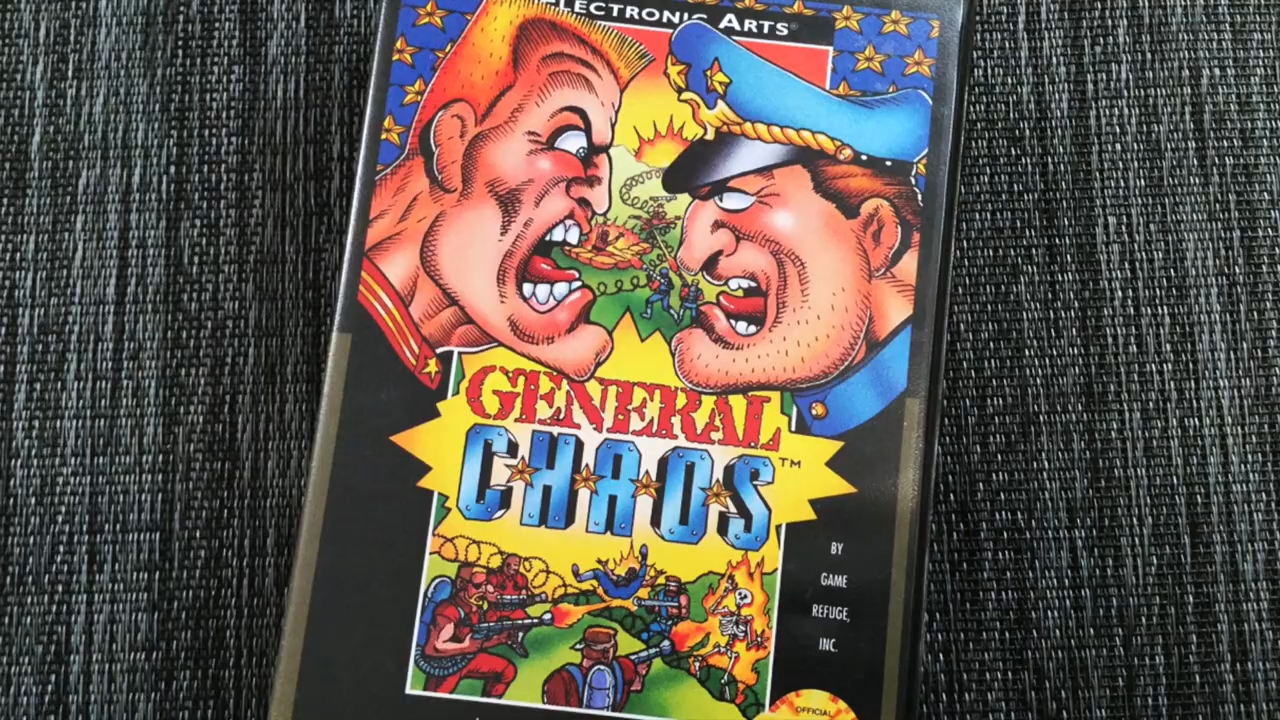 ELECTRONIC ARTS®
GENERAL
CHAOS™
BY
GAME
REFUGE,
INC.
OFFICIAL